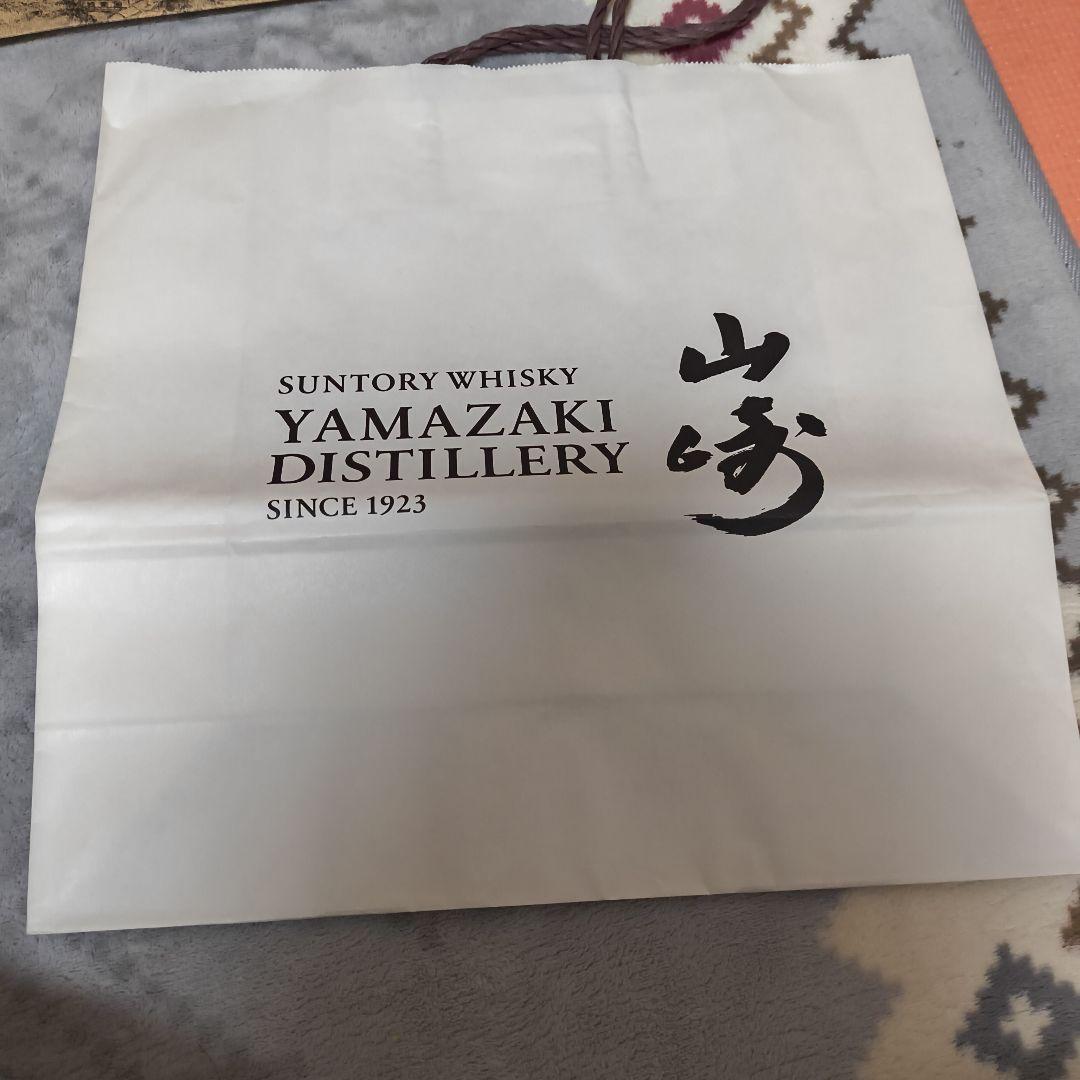 SUNTORY WHISKY
YAMAZAKI
DISTILLERY
SINCE 1923
山崎